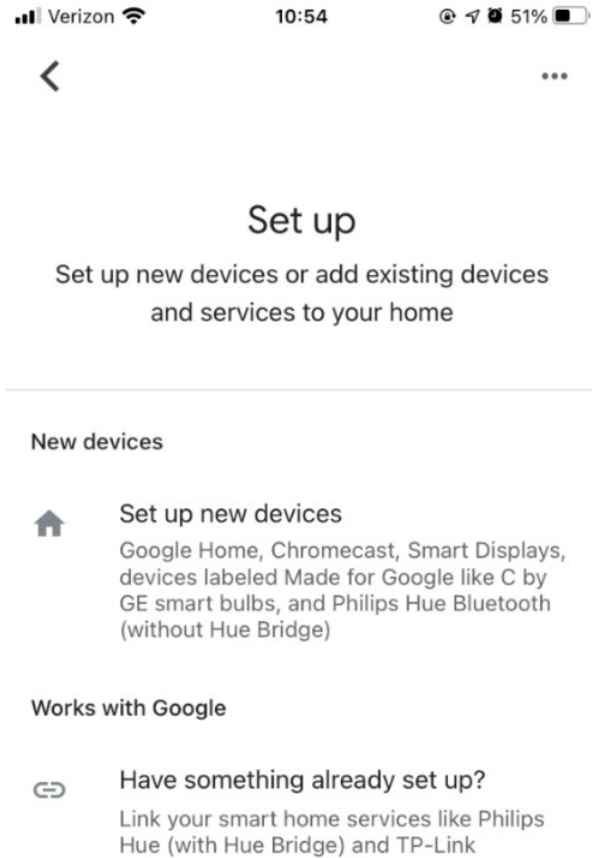 Verizon 10:54 51%
Set up
Set up new devices or add existing devices
and services to your home
New devices
Set up new devices
Google Home, Chromecast, Smart Displays,
devices labeled Made for Google like C by
GE smart bulbs, and Philips Hue Bluetooth
(without Hue Bridge)
Works with Google
Have something already set up?
Link your smart home services like Philips
Hue (with Hue Bridge) and TP-Link